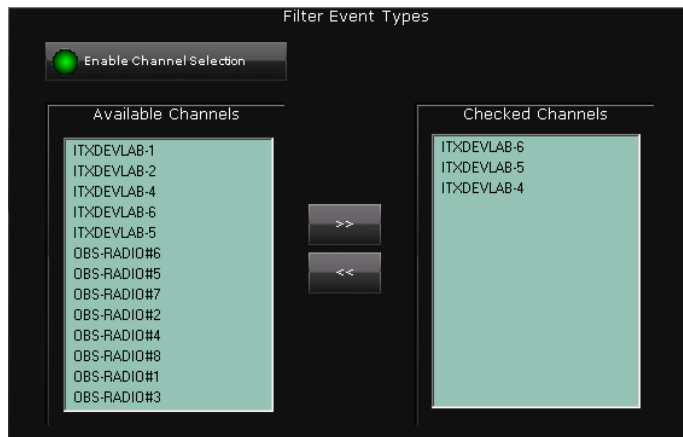 Filter Event Types
Enable Channel Selection
Available Channels
ITXDEVLAB-1
ITXDEVLAB-2
ITXDEVLAB-4
ITXDEVLAB-6
ITXDEVLAB-5
OBS-RADIO#6
OBS-RADIO#5
OBS-RADIO#7
OBS-RADIO#2
OBS-RADIO#4
OBS-RADIO#8
OBS-RADIO#1
OBS-RADIO#3
>>
<<
Checked Channels
ITXDEVLAB-6
ITXDEVLAB-5
ITXDEVLAB-4